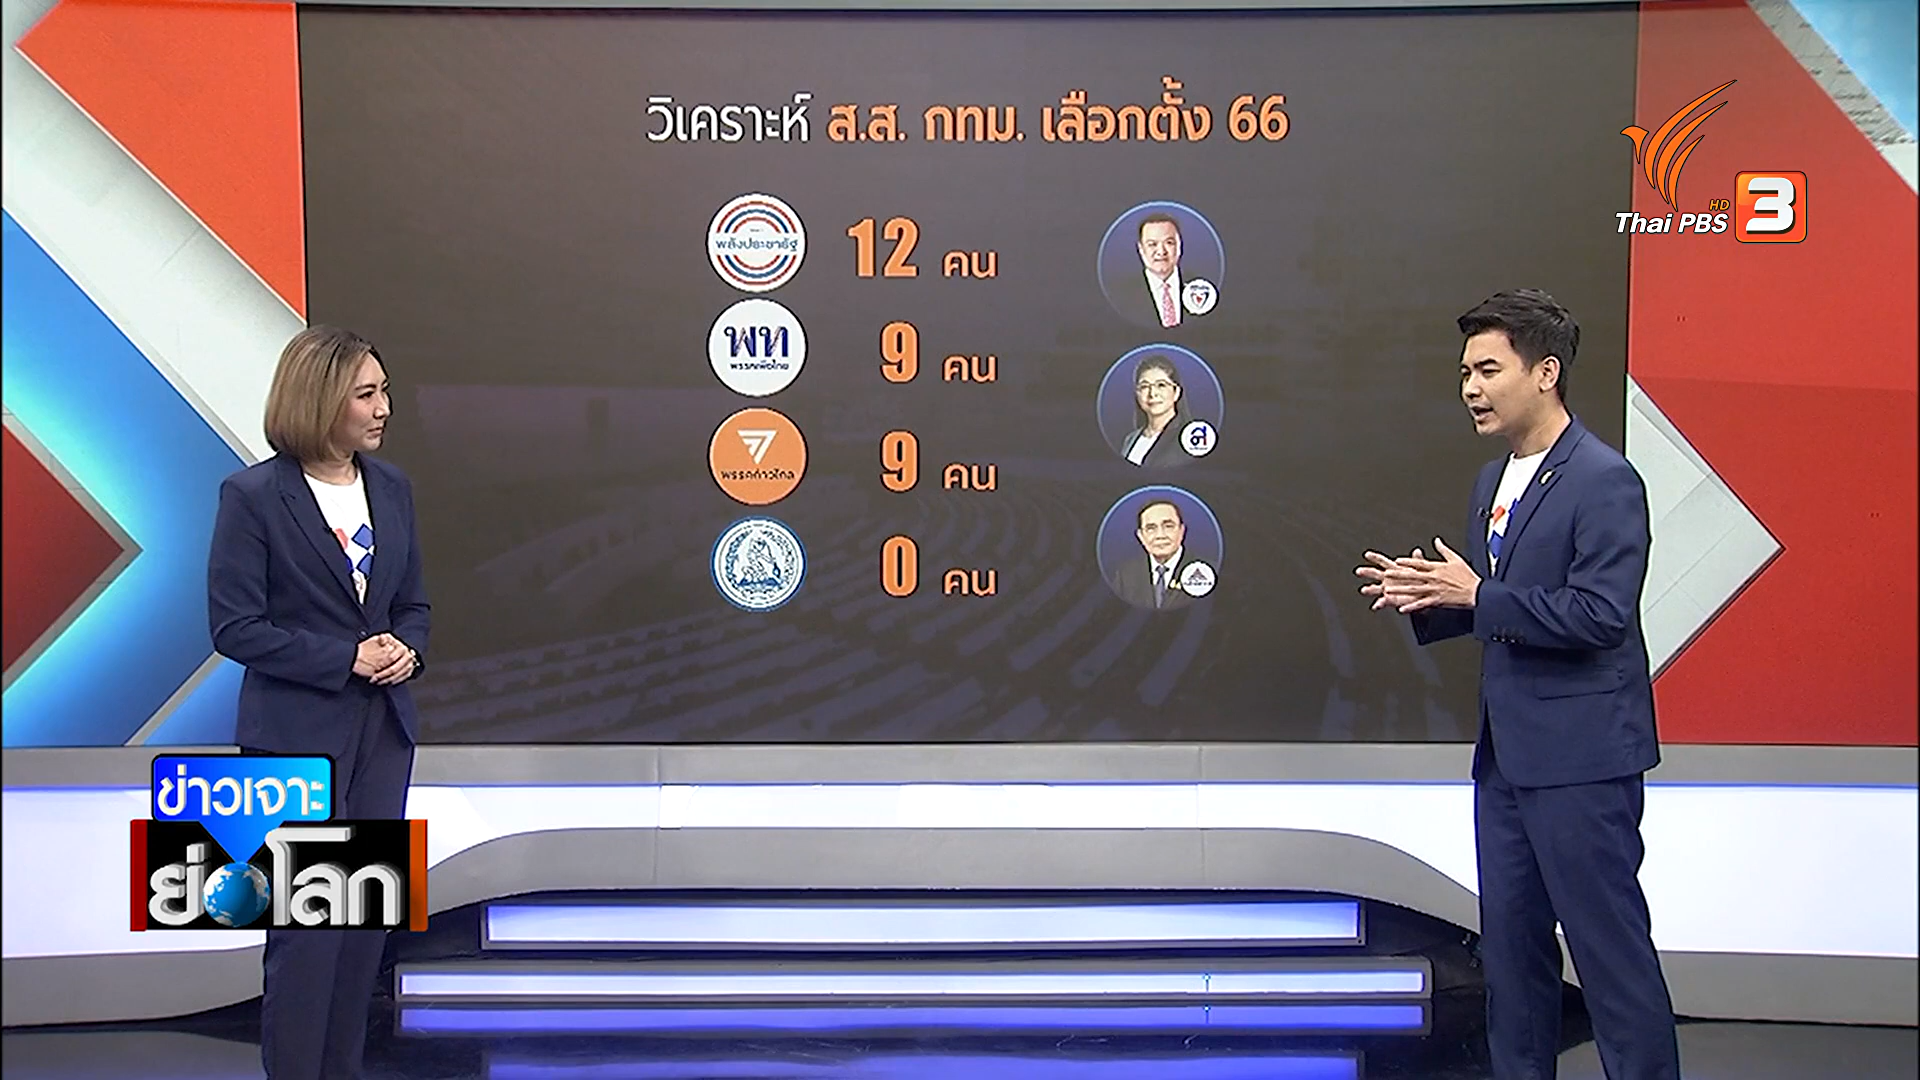 วิเคราะห์ ส.ส. กทม. เลือกตั้ง 66
HD
Thai PBS 3
พลังประชารัฐ
12 คน
พท
พรรคเพื่อไทย
9 คน
พรรคก้าวไกล
9 คน
0 คน
ข่าวเจาะ
ย่อโลก